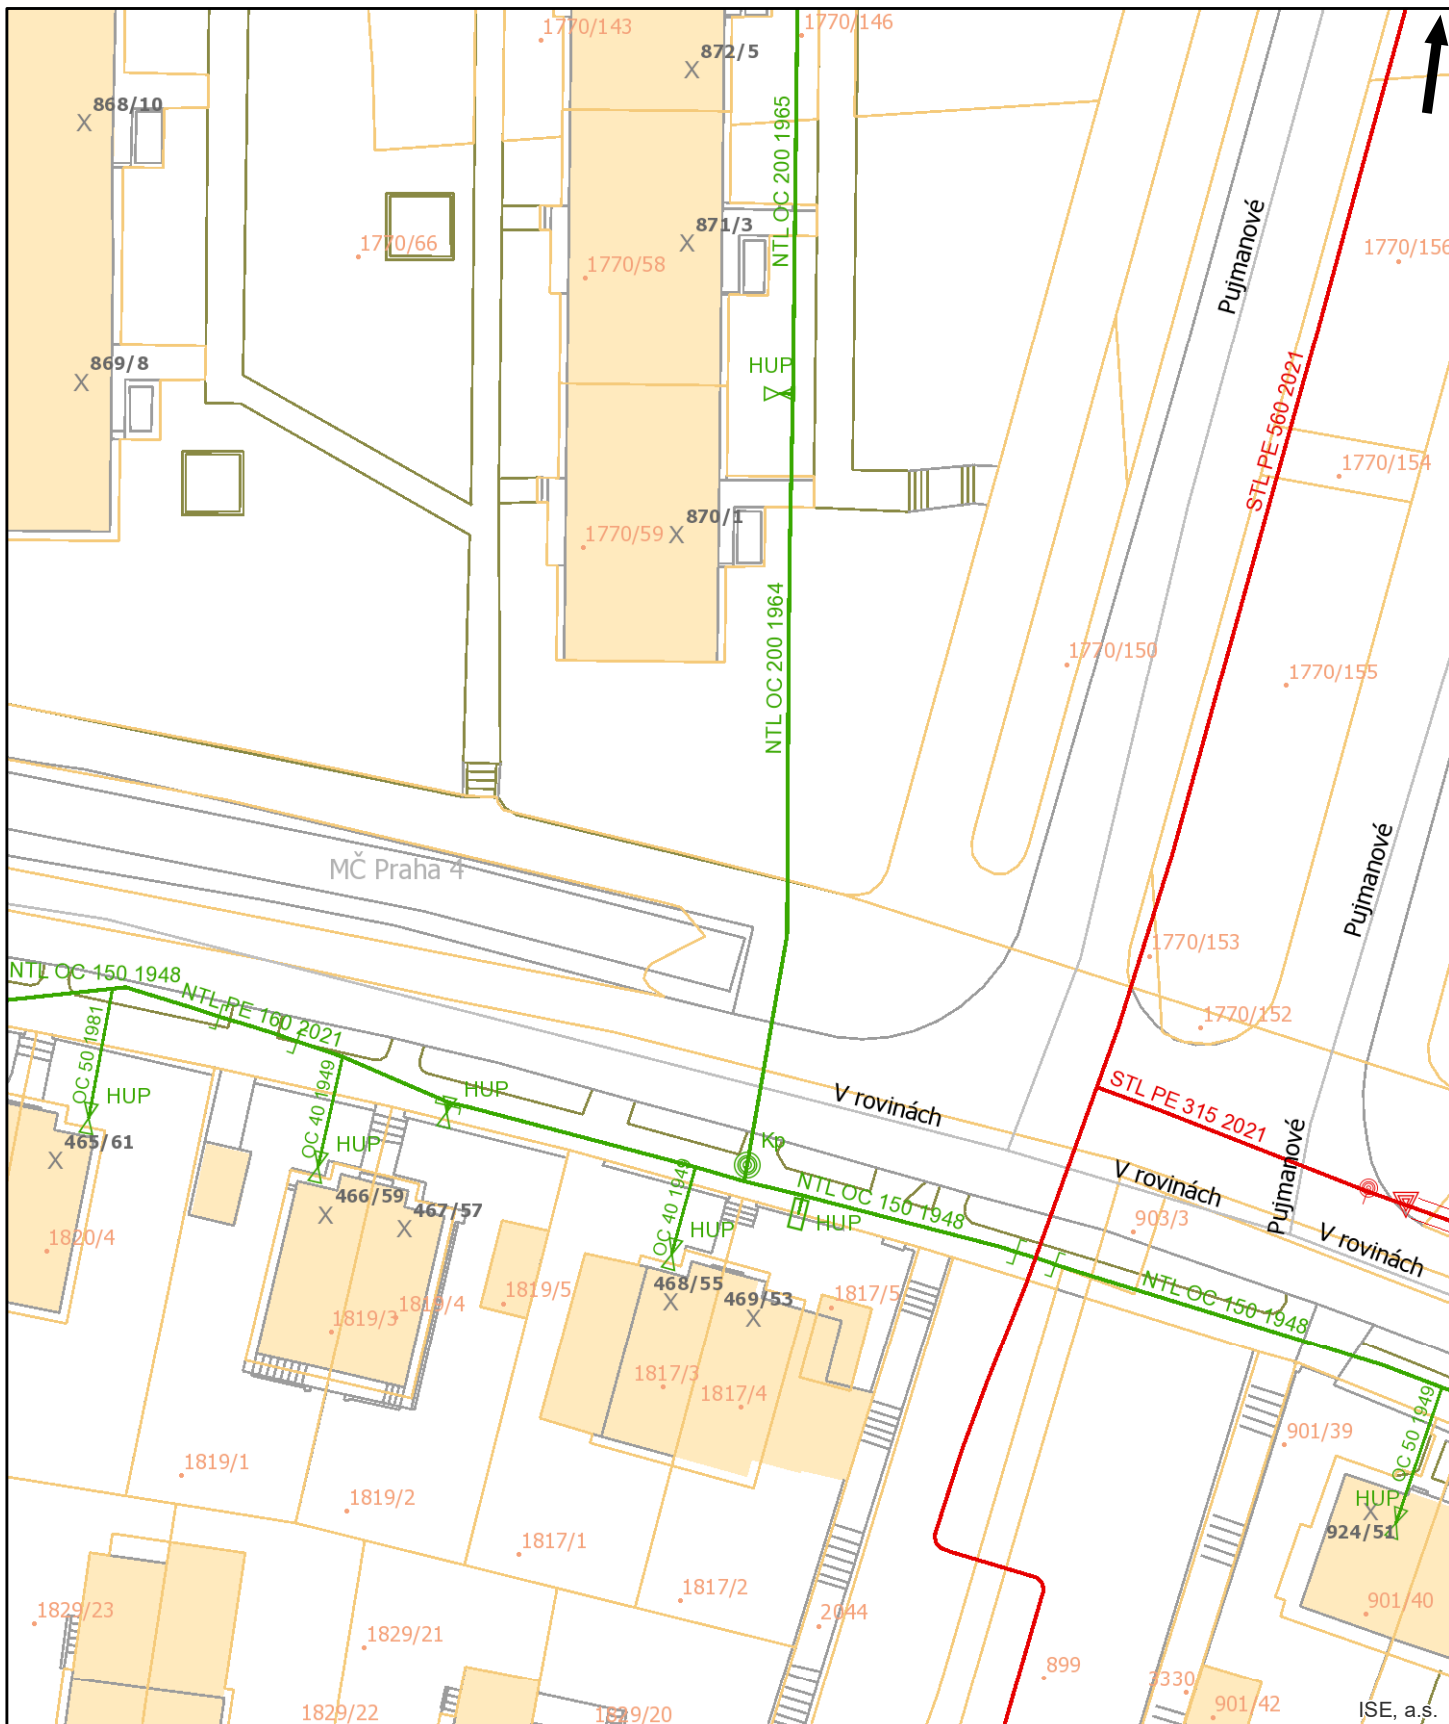 1770/143
1770/146
872/5
868/10
NTL OC 200 1965
871/3
1770/66
1770/58
Pujmanové
1770/156
869/8
HUP
STL PE 560 2021
1770/154
870/1
1770/59
NTL OC 200 1964
1770/150
1770/155
MČ Praha 4
Pujmanové
1770/153
NTL OC 150 1948
NTL PE 160 2021
1770/152
OC 50 1981
HUP
OC 40 1949
HUP
STL PE 315 2021
V rovinách
465/61
HUP
Kp
OC 40 1949
NTL OC 150 1948
V rovinách
Pujmanové
466/59
467/57
HUP
HUP
903/3
V rovinách
1820/4
468/55
469/53
1819/5
1817/5
NTL OC 150 1948
1819/3
1819/4
1817/3
1817/4
OC 50 1949
901/39
1819/1
1819/2
HUP
924/51
1817/1
1817/2
901/40
1829/23
2044
1829/21
899
3330
901/42
1829/22
1829/20
ISE, a.s.